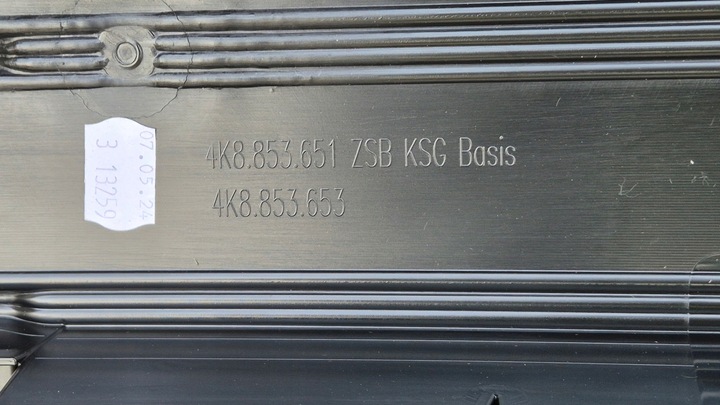 4K8.853.651 ZSB KSG Basis
4K8.853.653
07.05.24
3 13259